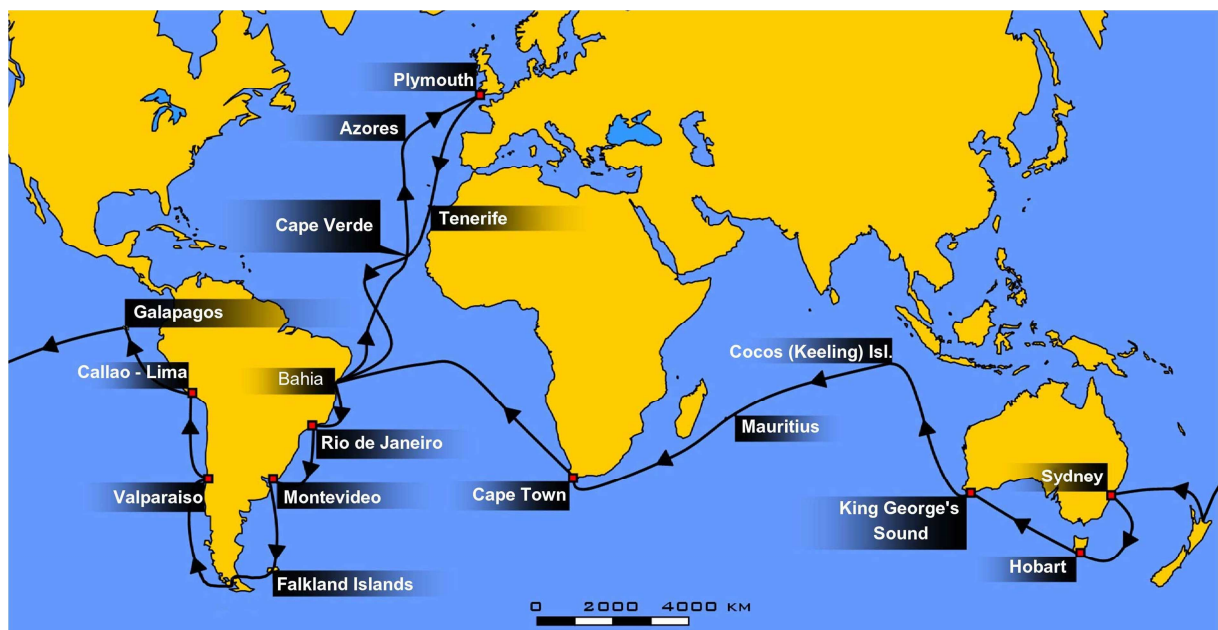 Plymouth
Azores
Cape Verde
Tenerife
Galapagos
Callao - Lima
Bahia
Cocos (Keeling) Isl.
Mauritius
Rio de Janeiro
Valparaiso
Montevideo
Cape Town
Sydney
King George's
Sound
Hobart
Falkland Islands
0 2000 4000 KM